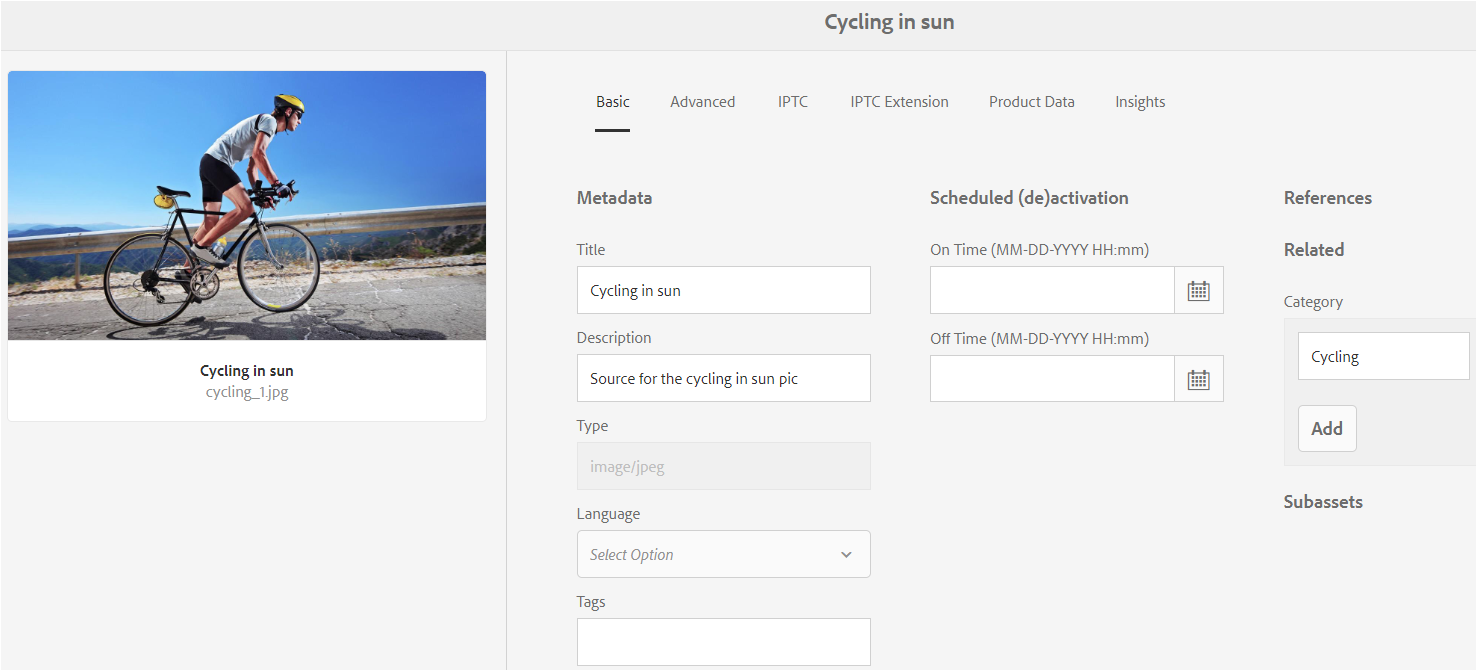 Cycling in sun
Cycling in sun
cycling_1.jpg
Basic
Advanced
IPTC
IPTC Extension
Product Data
Insights
Metadata
Title
Cycling in sun
Description
Source for the cycling in sun pic
Type
image/jpeg
Language
Select Option
Tags
Scheduled (de)activation
On Time (MM-DD-YYYY HH:mm)
Off Time (MM-DD-YYYY HH:mm)
References
Related
Category
Cycling
Add
Subassets